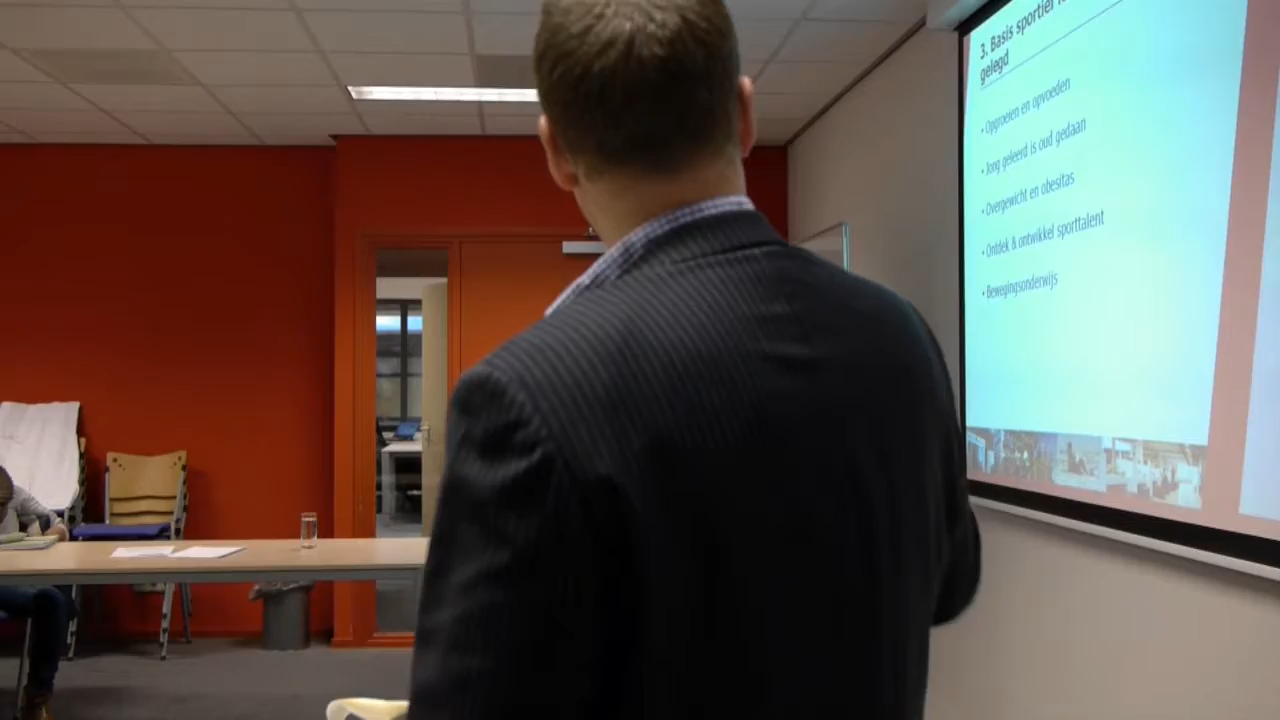 3. Basis sportief
gelegd
• Opgroeien en opvoeden
• Jong geleerd is oud gedaan
• Overgewicht en obesitas
• Ontdek & ontwikkel sporttalent
• Bewegingsonderwijs